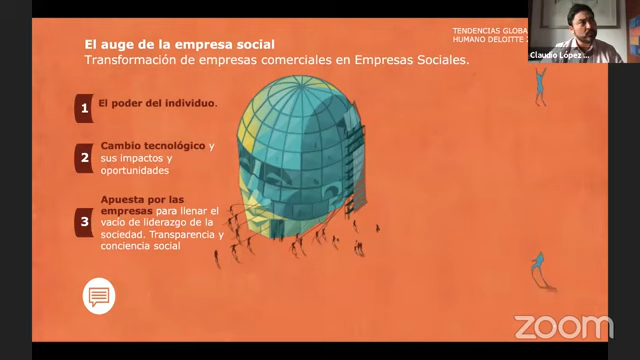 TENDENCIAS GLOBA
HUMANO DELOITTE
El auge de la empresa social
Transformación de empresas comerciales en Empresas Sociales.
Claudio López ...
1
El poder del individuo.
2
Cambio tecnológico y
sus impactos y
oportunidades
3
Apuesta por las
empresas para llenar el
vacío de liderazgo de la
sociedad. Transparencia y
conciencia social
zoom